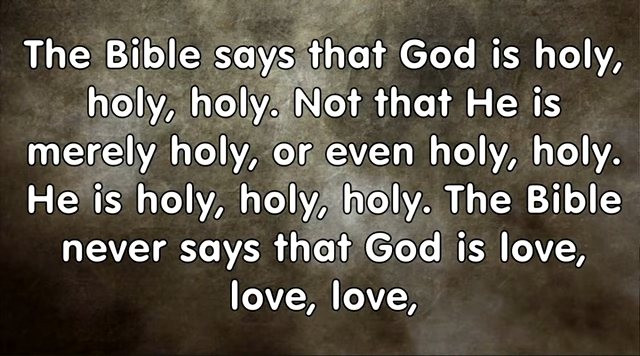 The Bible says that God is holy,
holy, holy. Not that He is
merely holy, or even holy, holy.
He is holy, holy, holy. The Bible
never says that God is love,
love, love,